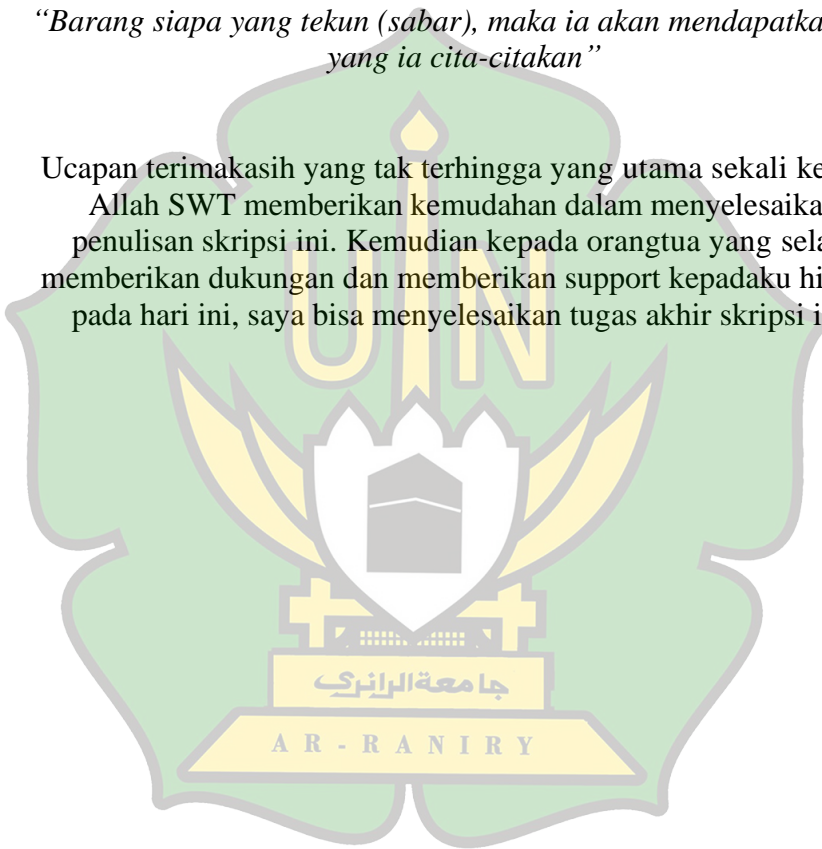 “Barang siapa yang tekun (sabar), maka ia akan mendapatka
yang ia cita-citakan”
Ucapan terimakasih yang tak terhingga yang utama sekali ke
Allah SWT memberikan kemudahan dalam menyelesaika
penulisan skripsi ini. Kemudian kepada orangtua yang sela
memberikan dukungan dan memberikan support kepadaku hi
pada hari ini, saya bisa menyelesaikan tugas akhir skripsi i
UIN
جامعةالرانري
AR-RANIRY